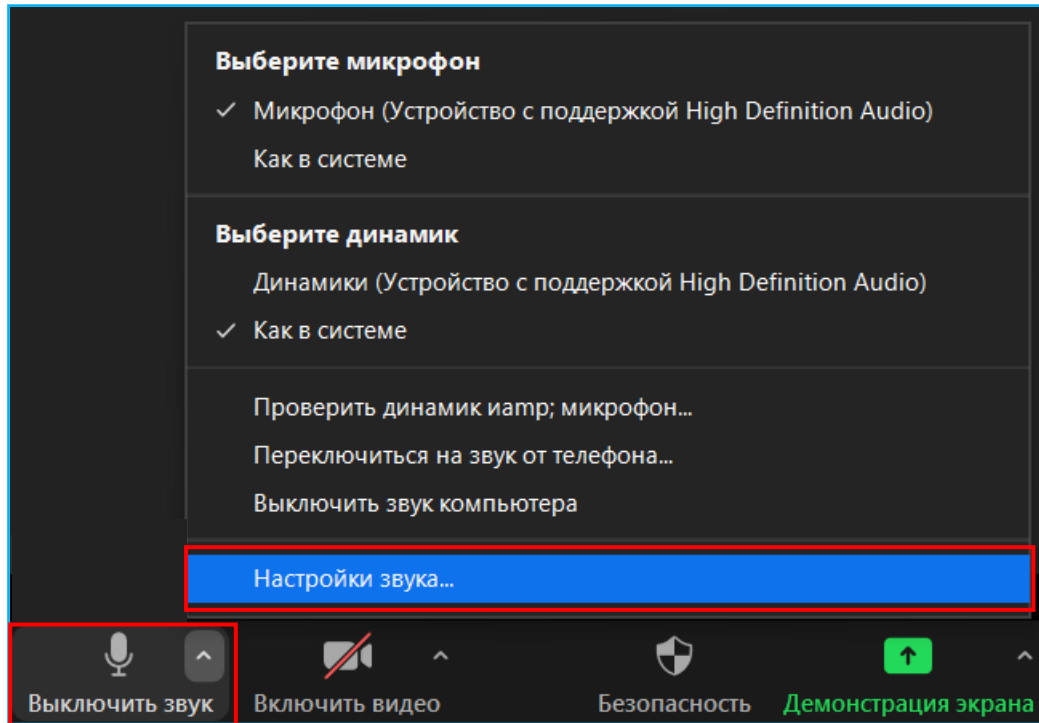 Выберите микрофон
Микрофон (Устройство с поддержкой High Definition Audio)
Как в системе
Выберите динамик
Динамики (Устройство с поддержкой High Definition Audio)
Как в системе
Проверить динамик иamp; микрофон...
Переключиться на звук от телефона...
Выключить звук компьютера
Настройки звука...
Выключить звук
Включить видео
Безопасность
Демонстрация экрана